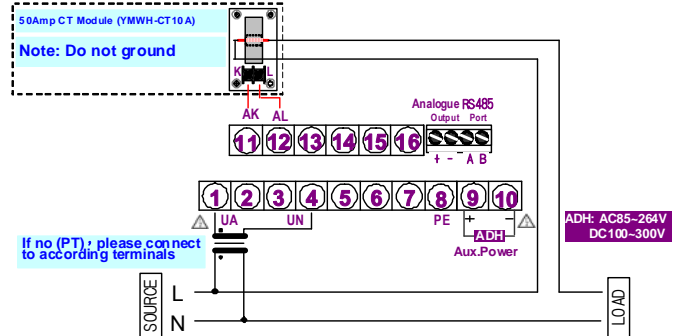 50Amp CT Module (YMWH-CT10A)
Note: Do not ground
K L
AK AL
Analogue RS485
Output Port
11 12 13 14 15 16
+ - A B
1 2 3 4 5 6 7 8 9 10
UA UN PE + -
ADH
Aux.Power
ADH: AC85~264V
DC100~300V
If no (PT)，please connect
to according terminals
SOURCE
L
N
LOAD